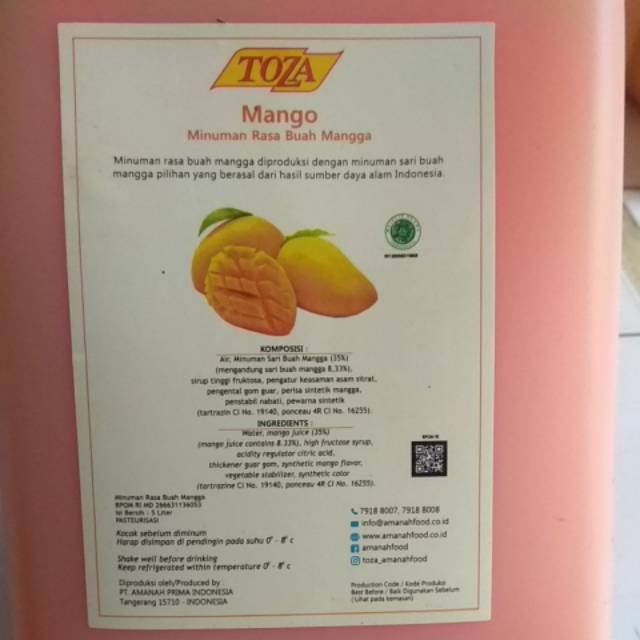 TOZA
Mango
Minuman Rasa Buah Mangga
Minuman rasa buah mangga diproduksi dengan minuman sari buah
mangga pilihan yang berasal dari hasil sumber daya alam Indonesia.
KOMPOSISI :
Air, Minuman Sari Buah Mangga (35%)
(mengandung sari buah mangga 8,33%),
sirup tinggi fruktosa, pengatur keasaman asam sitrat,
pengental gom guar, perisa sintetik mangga,
penstabil nabati, pewarna sintetik
(tartrazin CI No. 19140, ponceau 4R CI No. 16255).
INGREDIENTS :
Water, mango juice (35%)
(mango juice contains 8.33%), high fructose syrup,
acidity regulator citric acid,
thickener guar gom, synthetic mango flavor,
vegetable stabilizer, synthetic color
(tartrazine CI No. 19140, ponceau 4R CI No. 16255).
BPOM RI
Minuman Rasa Buah Mangga
BPOM RI MD 266631136053
Isi Bersih : 5 Liter
PASTEURISASI
Kocok sebelum diminum
Harap disimpan di pendingin pada suhu 0° - 8° c
Shake well before drinking
Keep refrigerated within temperature 0° - 8° c
Diproduksi oleh/Produced by
PT. AMANAH PRIMA INDONESIA
Tangerang 15710 - INDONESIA
7918 8007, 7918 8008
info@amanahfood.co.id
www.amanahfood.co.id
amanahfood
toza_amanahfood
Production Code / Kode Produksi
Best Before / Baik Digunakan Sebelum
( Lihat pada kemasan)